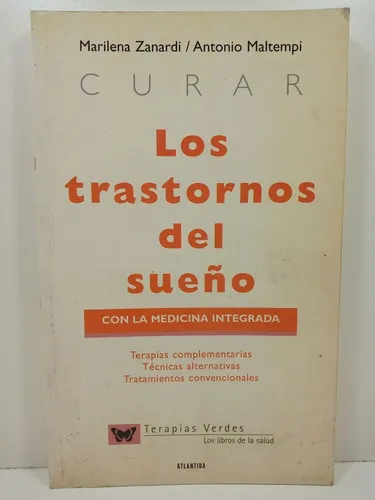 Marilena Zanardi / Antonio Maltempi
CURAR
Los
trastornos
del
sueño
CON LA MEDICINA INTEGRADA
Terapias complementarias
Técnicas alternativas
Tratamientos convencionales
Terapias Verdes
Los libros de la salud
ATLANTIDA